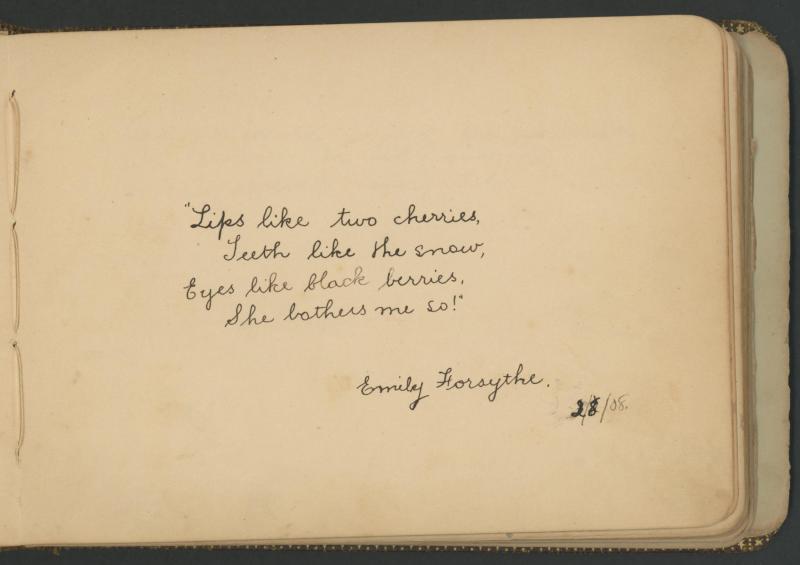 "Lips like two cherries,
Teeth like the snow,
Eyes like black berries,
She bothers me so!"
Emily Forsythe.
/08.